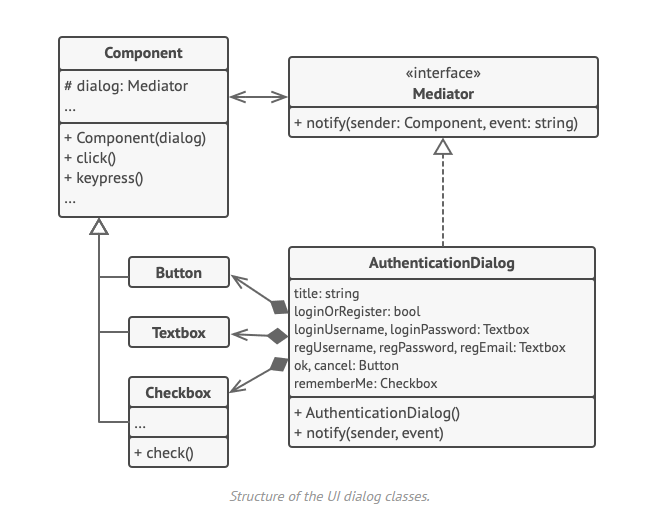 Component
# dialog: Mediator
...
+ Component(dialog)
+ click()
+ keypress()
...
«interface»
Mediator
+ notify(sender: Component, event: string)
Button
Textbox
Checkbox
...
+ check()
AuthenticationDialog
title: string
loginOrRegister: bool
loginUsername, loginPassword: Textbox
regUsername, regPassword, regEmail: Textbox
ok, cancel: Button
rememberMe: Checkbox
+ AuthenticationDialog()
+ notify(sender, event)
Structure of the UI dialog classes.